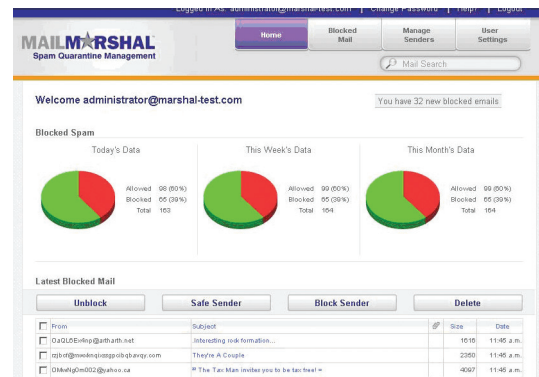 Logged In As: administrator@marshal-test.com | Change Password | Help? | Logout
MAILMARSHAL
Spam Quarantine Management
Home
Blocked Mail
Manage Senders
User Settings
Mail Search
Welcome administrator@marshal-test.com
You have 32 new blocked emails
Blocked Spam
Today's Data
This Week's Data
This Month's Data
Allowed 99 (60%)
Blocked 65 (39%)
Total 163
Allowed 99 (60%)
Blocked 65 (39%)
Total 164
Allowed 99 (60%)
Blocked 65 (39%)
Total 164
Latest Blocked Mail
Unblock
Safe Sender
Block Sender
Delete
From Subject Size Date
.Interesting rock formation... 1616 11:45 a.m.
They're A Couple 2350 11:45 a.m.
The Tax Man invites you to be tax free! 4097 11:45 a.m.